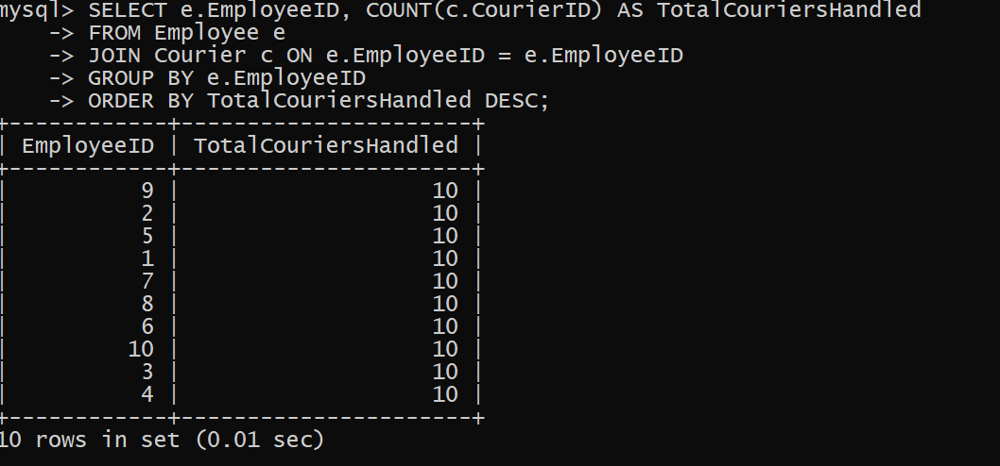 mysql> SELECT e.EmployeeID, COUNT(c.CourierID) AS TotalCouriersHandled
    -> FROM Employee e
    -> JOIN Courier c ON e.EmployeeID = e.EmployeeID
    -> GROUP BY e.EmployeeID
    -> ORDER BY TotalCouriersHandled DESC;
+------------+----------------------+
| EmployeeID | TotalCouriersHandled |
+------------+----------------------+
|          9 |                   10 |
|          2 |                   10 |
|          5 |                   10 |
|          1 |                   10 |
|          7 |                   10 |
|          8 |                   10 |
|          6 |                   10 |
|         10 |                   10 |
|          3 |                   10 |
|          4 |                   10 |
+------------+----------------------+
10 rows in set (0.01 sec)